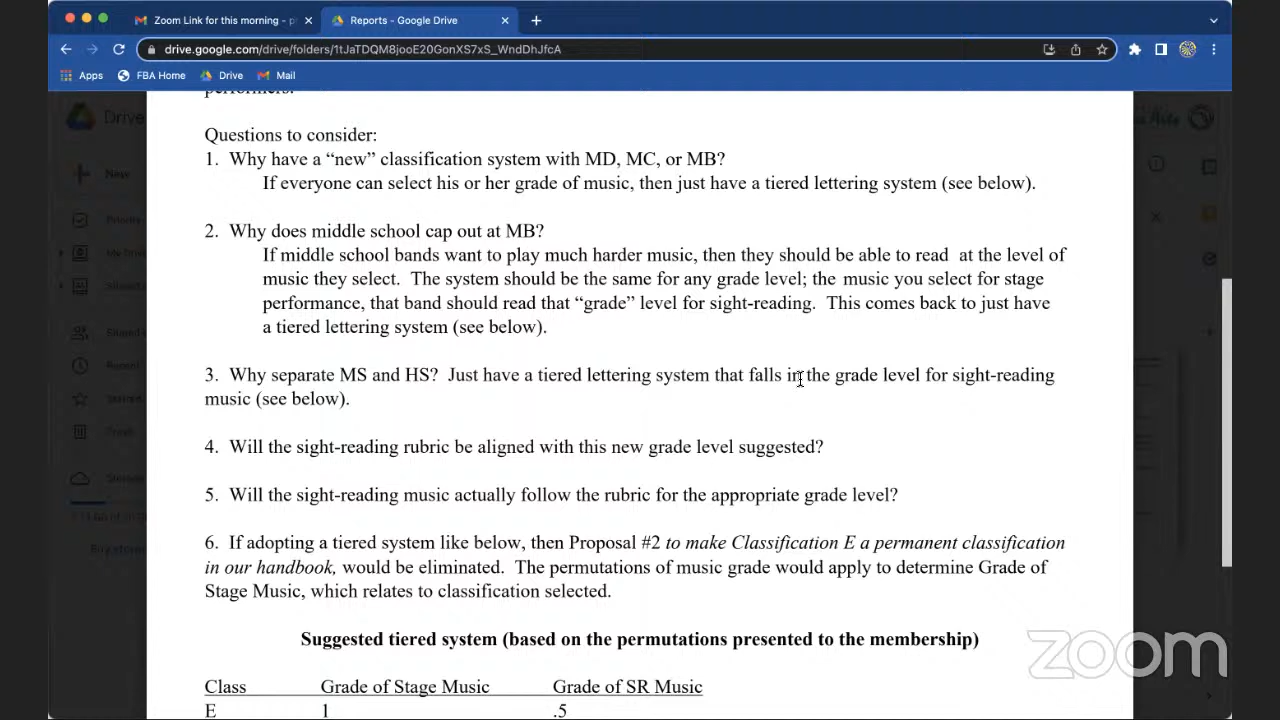 Zoom Link for this morning - p
Reports - Google Drive
drive.google.com/drive/folders/1tJaTDQM8jooE20GonXS7xS_WndDhJfcA
Apps FBA Home Drive Mail
performers.
Drive
New
Questions to consider:
1. Why have a “new” classification system with MD, MC, or MB?
If everyone can select his or her grade of music, then just have a tiered lettering system (see below).
2. Why does middle school cap out at MB?
If middle school bands want to play much harder music, then they should be able to read at the level of
music they select. The system should be the same for any grade level; the music you select for stage
performance, that band should read that “grade” level for sight-reading. This comes back to just have
a tiered lettering system (see below).
3. Why separate MS and HS? Just have a tiered lettering system that falls in the grade level for sight-reading
music (see below).
4. Will the sight-reading rubric be aligned with this new grade level suggested?
5. Will the sight-reading music actually follow the rubric for the appropriate grade level?
6. If adopting a tiered system like below, then Proposal #2 to make Classification E a permanent classification
in our handbook, would be eliminated. The permutations of music grade would apply to determine Grade of
Stage Music, which relates to classification selected.
Suggested tiered system (based on the permutations presented to the membership)
Class Grade of Stage Music Grade of SR Music
E 1 .5
zoom